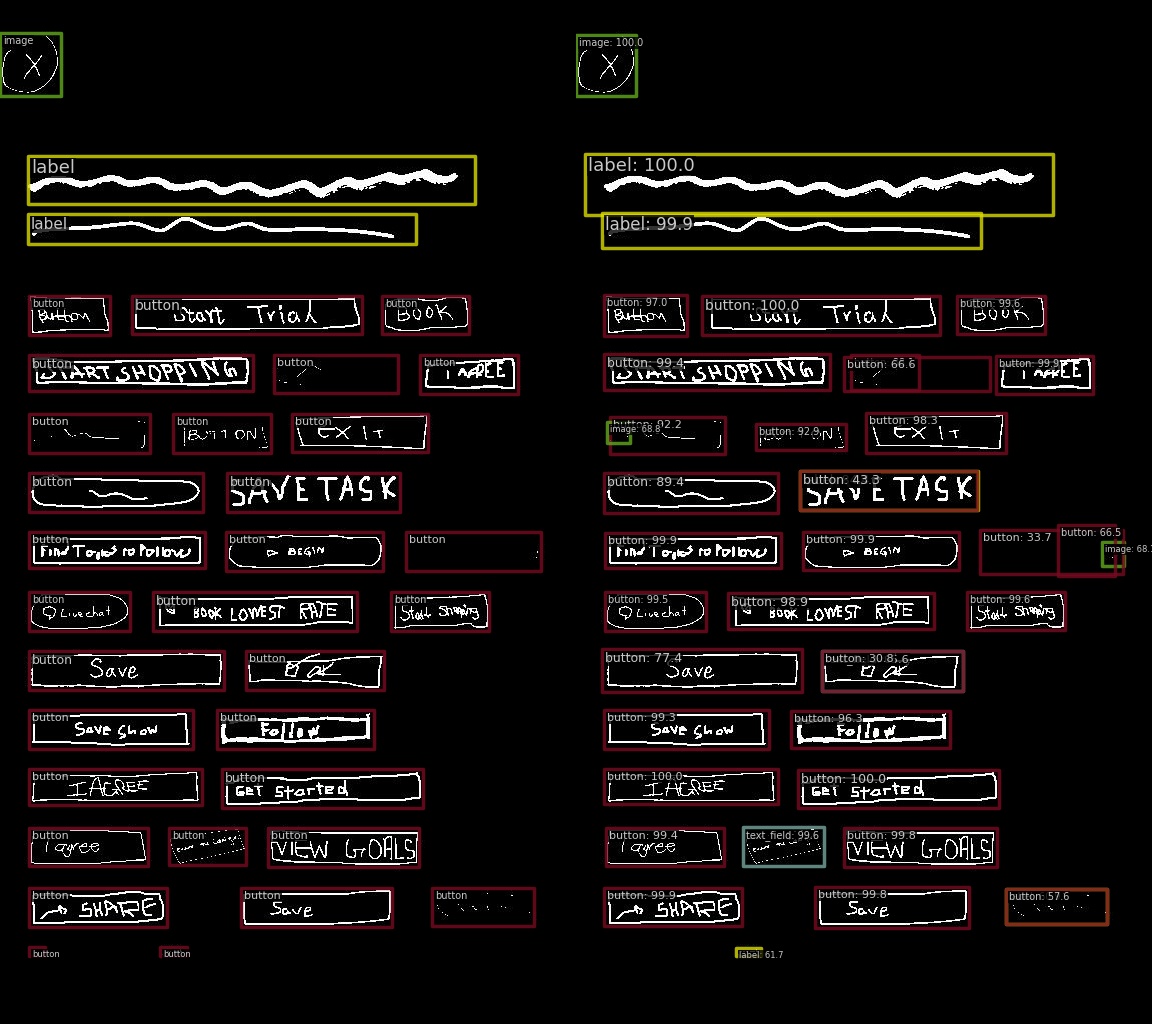 image image: 100.0
X X
label label: 100.0
label label: 99.9
button button button button: 97.0 button: 100.0 button: 99.6
Button Start Trial BOOK Button Start Trial BOOK
button button button button: 99.4 button: 66.6 button: 99.9
START SHOPPING I AGREE START SHOPPING I AGREE
button button button button: 92.2 image: 68.8 button: 92.9 button: 98.3
BUTTON EXIT BUTTON EXIT
button button button: 89.4 button: 43.3
SAVE TASK SAVE TASK
button button button button: 99.9 button: 99.9 button: 33.7 button: 66.5
Find Topics to Follow BEGIN Find Topics to Follow BEGIN image: 68.
button button button button: 99.5 button: 98.9 button: 99.6
Live chat BOOK LOWEST RATE Start Shopping Live chat BOOK LOWEST RATE Start Shopping
button button button: 77.4 button: 30.8
Save Save
button button button: 99.3 button: 96.3
Save show Follow Save show Follow
button button button: 100.0 button: 100.0
I AGREE GET Started I AGREE GET Started
button button button button: 99.4 text_field: 99.6 button: 99.8
I agree VIEW GOALS I agree VIEW GOALS
button button button button: 99.9 button: 99.8 button: 57.6
SHARE Save SHARE Save
button button label: 61.7